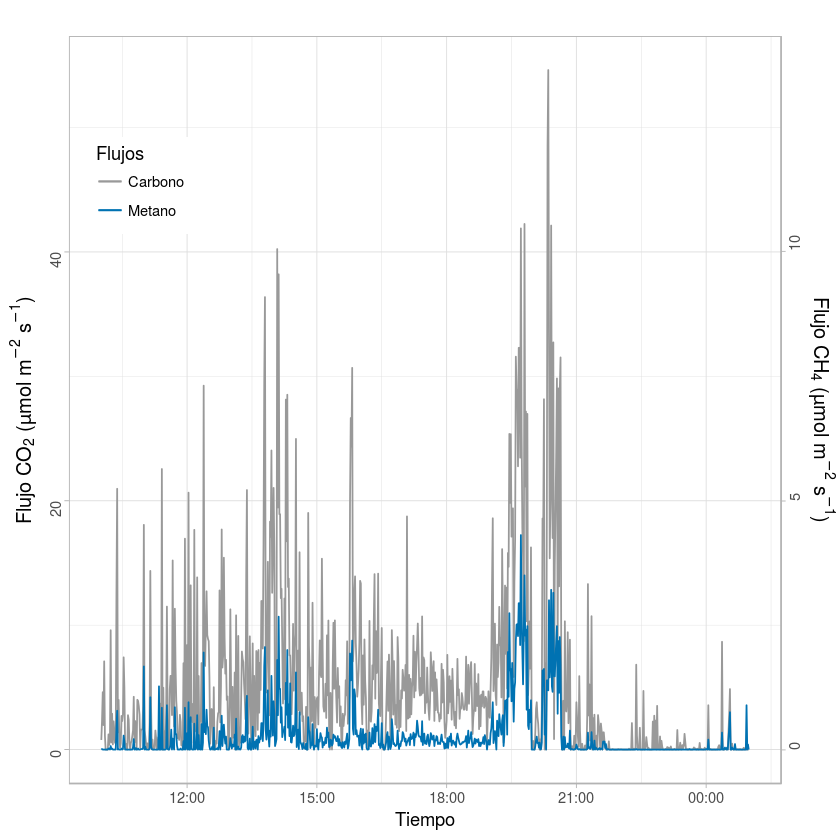 Flujos
Carbono
Metano
40
20
0
10
5
0
Flujo CO₂ (µmol m⁻² s⁻¹)
Flujo CH₄ (µmol m⁻² s⁻¹)
12:00 15:00 18:00 21:00 00:00
Tiempo